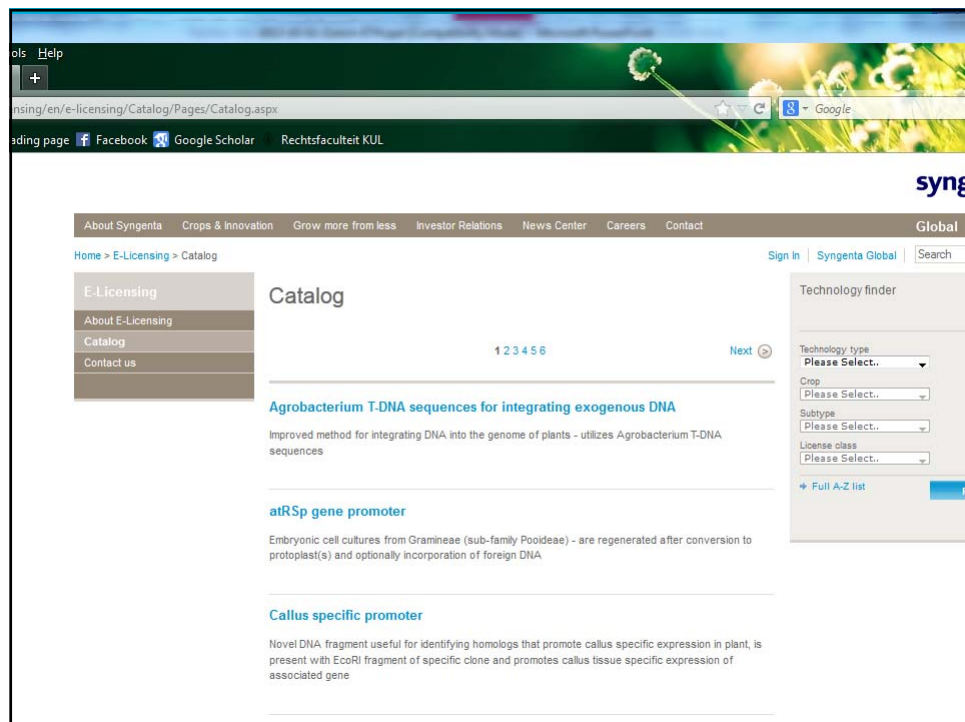 ols Help
+
nsing/en/e-licensing/Catalog/Pages/Catalog.aspx
Google
ading page Facebook Google Scholar Rechtsfaculteit KUL
syng
About Syngenta Crops & Innovation Grow more from less Investor Relations News Center Careers Contact Global
Home > E-Licensing > Catalog
Sign In | Syngenta Global | Search
E-Licensing
About E-Licensing
Catalog
Contact us
Catalog
1 2 3 4 5 6 Next
Agrobacterium T-DNA sequences for integrating exogenous DNA
Improved method for integrating DNA into the genome of plants - utilizes Agrobacterium T-DNA
sequences
atRSp gene promoter
Embryonic cell cultures from Gramineae (sub-family Pooideae) - are regenerated after conversion to
protoplast(s) and optionally incorporation of foreign DNA
Callus specific promoter
Novel DNA fragment useful for identifying homologs that promote callus specific expression in plant, is
present with EcoRI fragment of specific clone and promotes callus tissue specific expression of
associated gene
Technology finder
Technology type
Please Select..
Crop
Please Select..
Subtype
Please Select..
License class
Please Select..
Full A-Z list